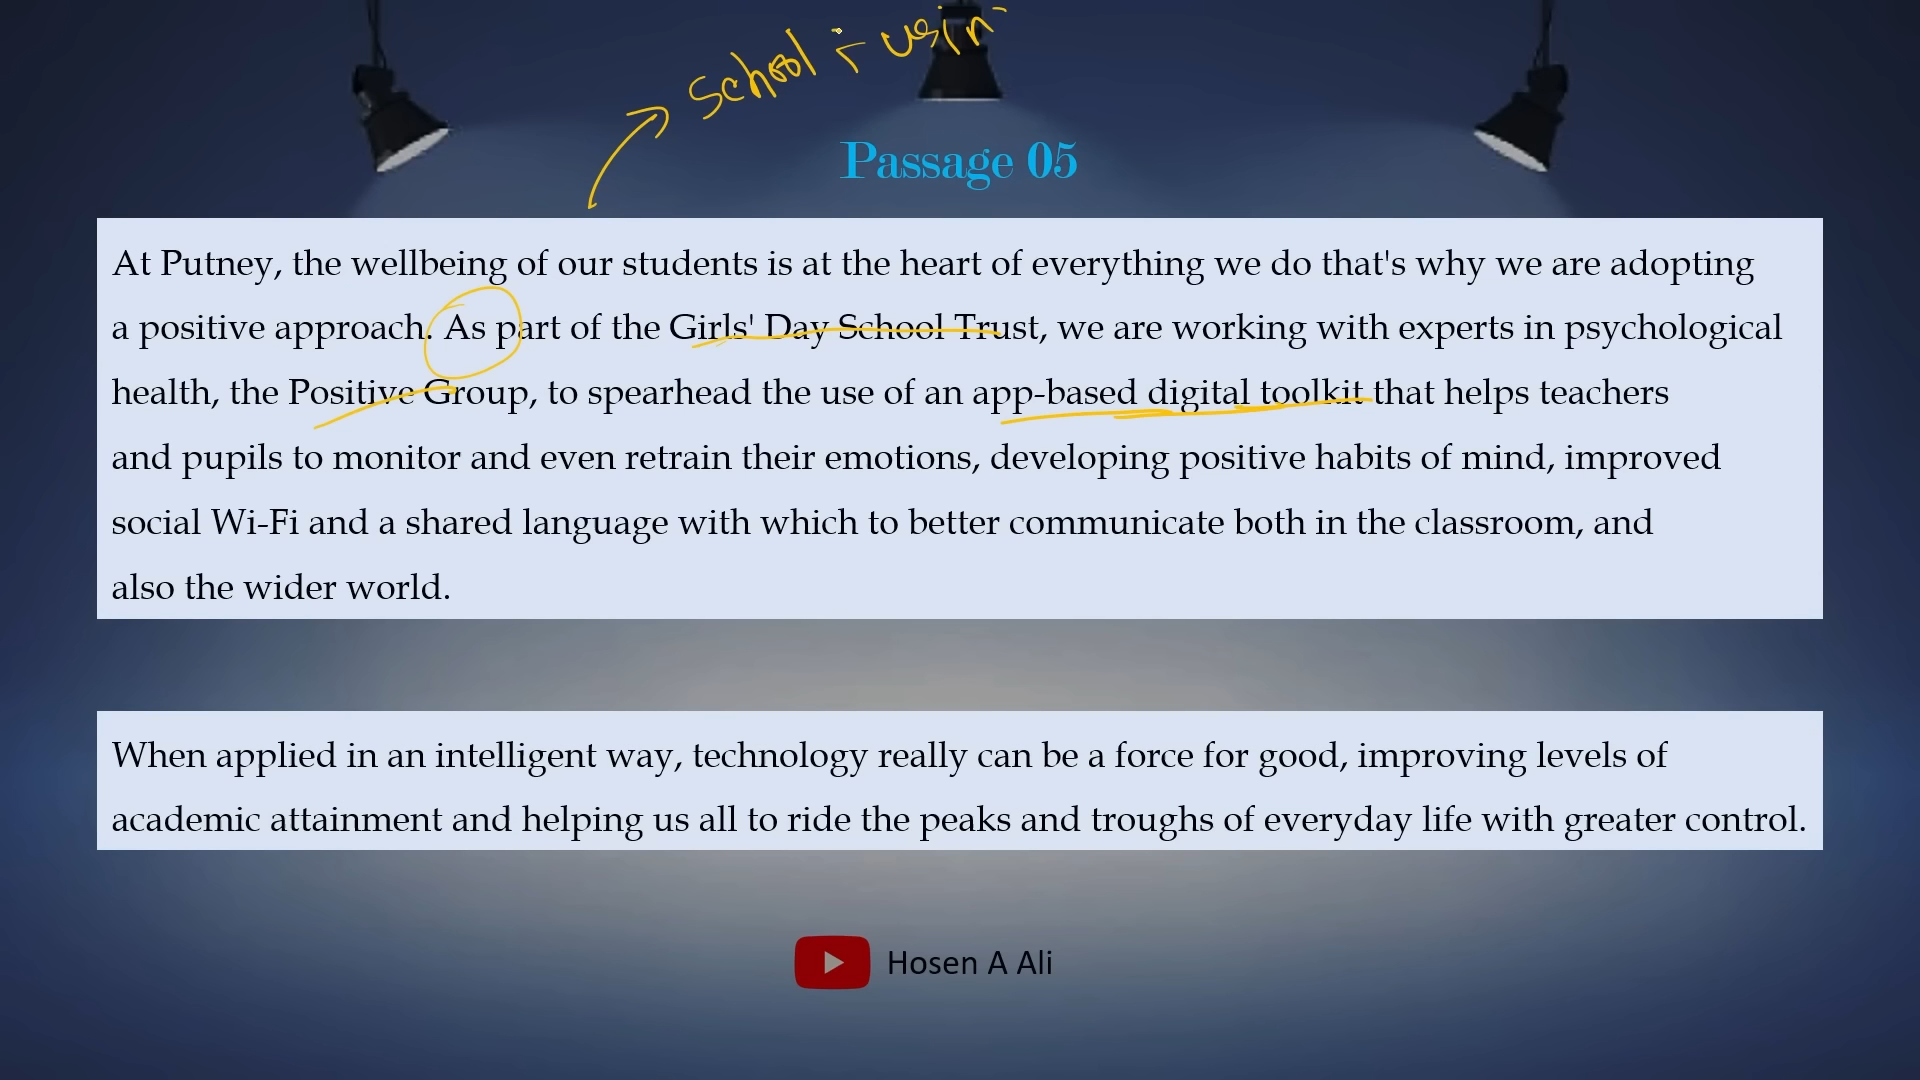 School is usin
Passage 05
At Putney, the wellbeing of our students is at the heart of everything we do that's why we are adopting
a positive approach. As part of the Girls' Day School Trust, we are working with experts in psychological
health, the Positive Group, to spearhead the use of an app-based digital toolkit that helps teachers
and pupils to monitor and even retrain their emotions, developing positive habits of mind, improved
social Wi-Fi and a shared language with which to better communicate both in the classroom, and
also the wider world.
When applied in an intelligent way, technology really can be a force for good, improving levels of
academic attainment and helping us all to ride the peaks and troughs of everyday life with greater control.
Hosen A Ali